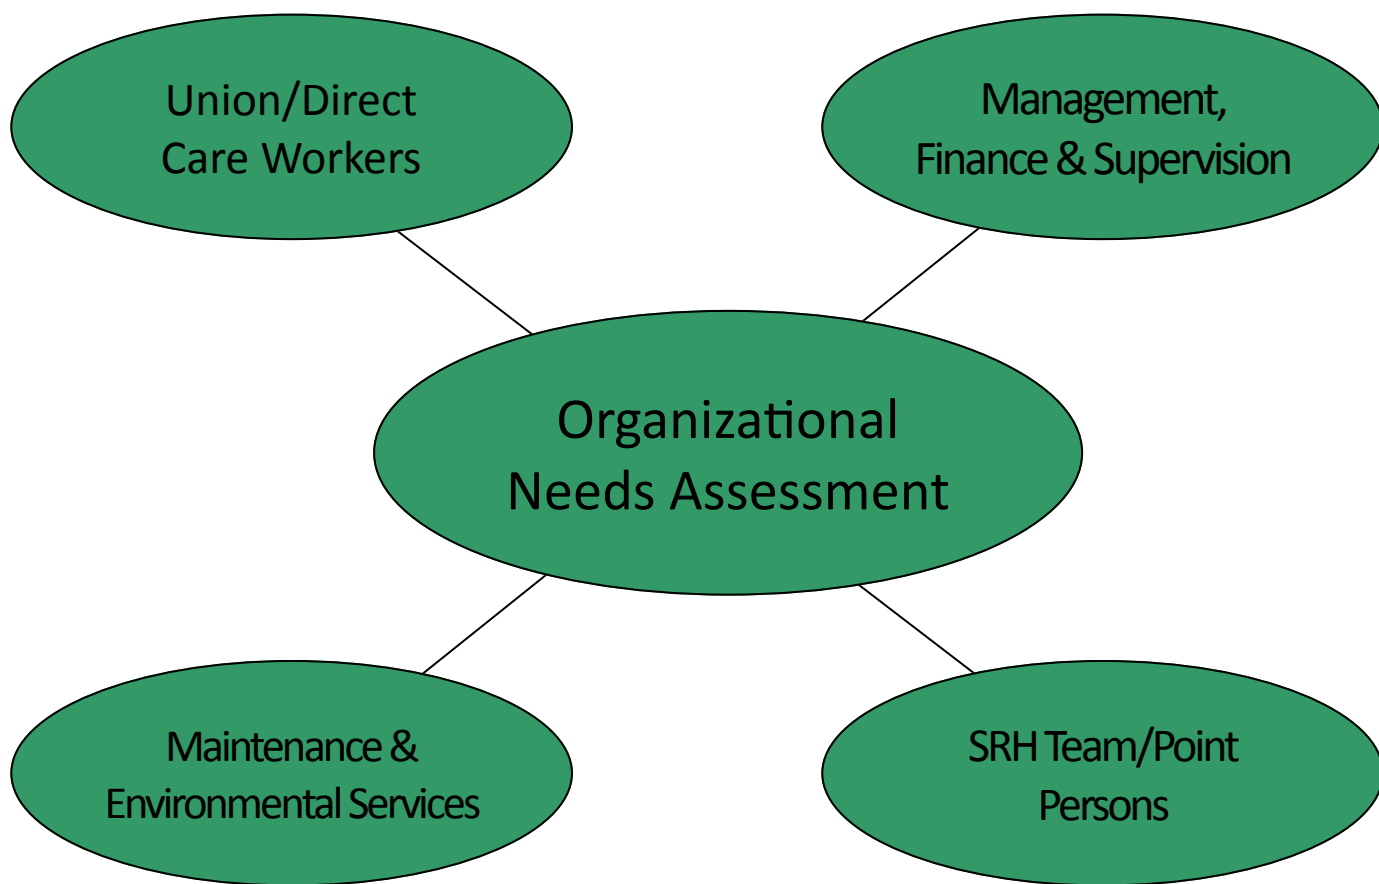 Union/Direct
Care Workers
Management,
Finance & Supervision
Organizational
Needs Assessment
Maintenance &
Environmental Services
SRH Team/Point
Persons